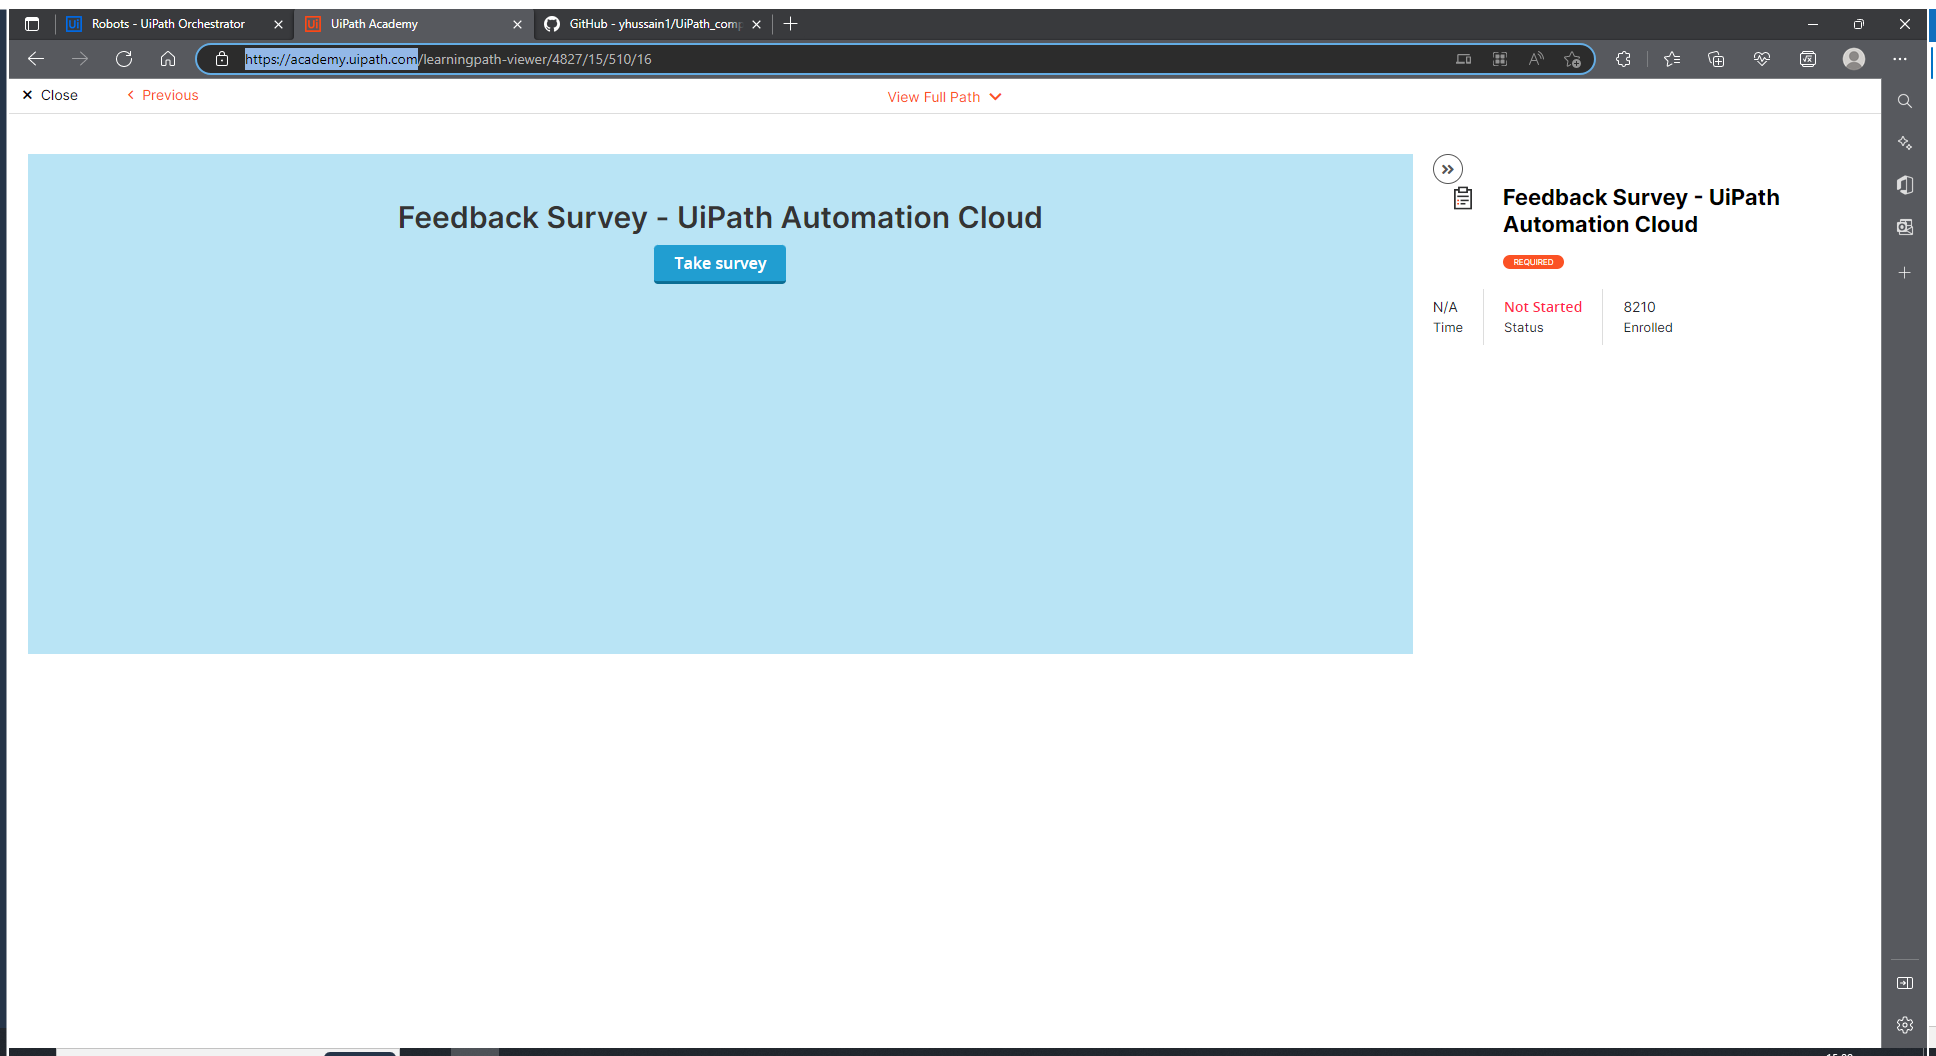 Robots - UiPath Orchestrator
UiPath Academy
GitHub - yhussain1/UiPath_com
https://academy.uipath.com/learningpath-viewer/4827/15/510/16
Close
Previous
View Full Path
Feedback Survey - UiPath Automation Cloud
Take survey
Feedback Survey - UiPath
Automation Cloud
REQUIRED
N/A
Time
Not Started
Status
8210
Enrolled